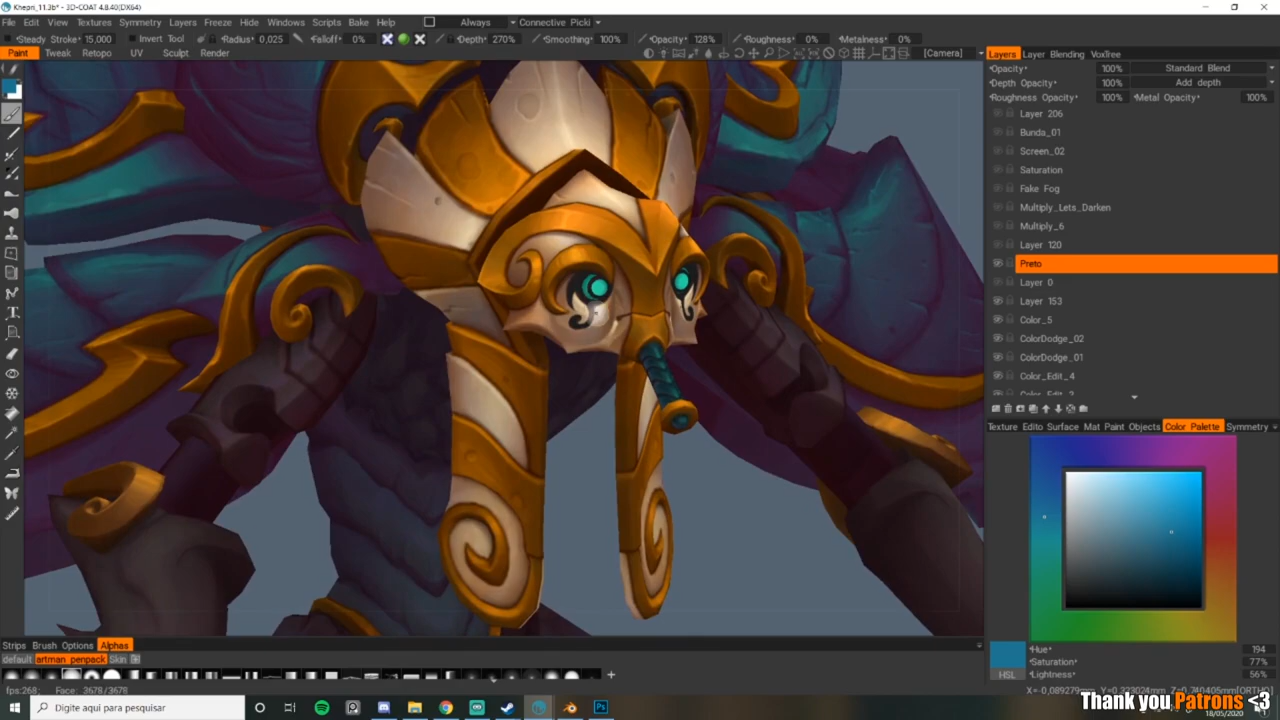 Khepri_11.3b* - 3D-COAT 4.8.40(DX64)
File Edit View Textures Symmetry Layers Freeze Hide Windows Scripts Bake Help Always Connective Picki
Steady Stroke 15,000 Invert Tool Radius 0,025 Falloff 0% Depth 270% Smoothing 100% Opacity 128% Roughness 0% Metalness 0%
Paint Tweak Retopo UV Sculpt Render [Camera]
Layers Layer Blending VoxTree
Opacity 100% Standard Blend
Depth Opacity 100% Add depth
Roughness Opacity 100% Metal Opacity 100%
Layer 206
Bunda_01
Screen_02
Saturation
Fake Fog
Multiply_Lets_Darken
Multiply_6
Layer 120
Preto
Layer 0
Layer 153
Color_5
ColorDodge_02
ColorDodge_01
Color_Edit_4
Texture Edito Surface Mat Paint Objects Color Palette Symmetry
Strips Brush Options Alphas
default artman penpack Skin
Hue 194
Saturation 77%
HSL Lightness 56%
fps:268; Face: 3678/3678
Digite aqui para pesquisar
Thank you Patrons <3
18/05/2020